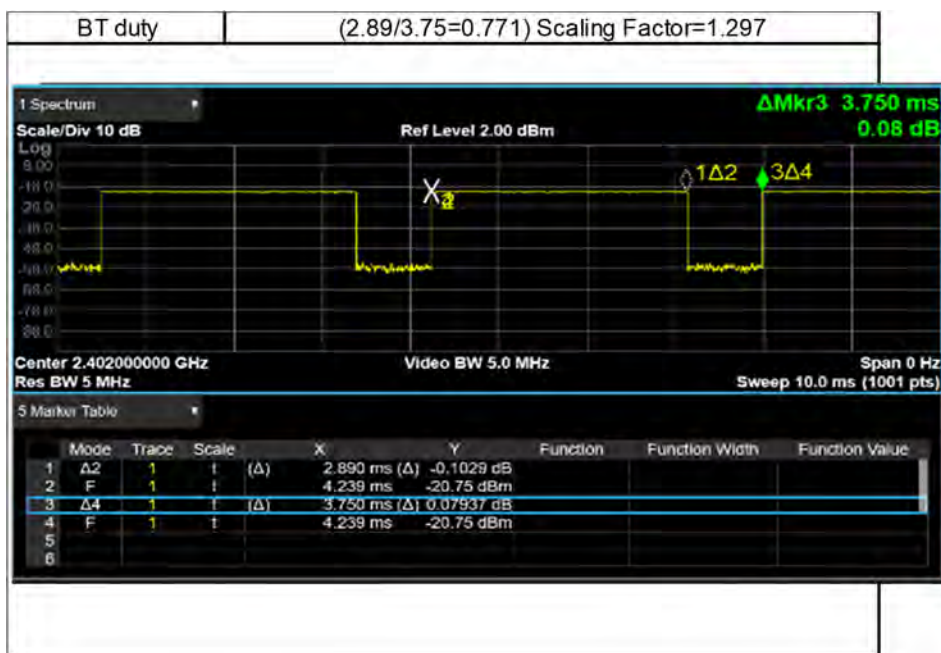 BT duty (2.89/3.75=0.771) Scaling Factor=1.297
1 Spectrum ▼ ΔMkr3 3.750 ms
Scale/Div 10 dB Ref Level 2.00 dBm 0.08 dB
Log
1Δ2 3Δ4
X
Center 2.402000000 GHz Video BW 5.0 MHz Span 0 Hz
Res BW 5 MHz Sweep 10.0 ms (1001 pts)
5 Marker Table ▼
Mode Trace Scale X Y Function Function Width Function Value
1 Δ2 1 t (Δ) 2.890 ms (Δ) -0.1029 dB
2 F 1 t 4.239 ms -20.75 dBm
3 Δ4 1 t (Δ) 3.750 ms (Δ) 0.07937 dB
4 F 1 t 4.239 ms -20.75 dBm
5
6